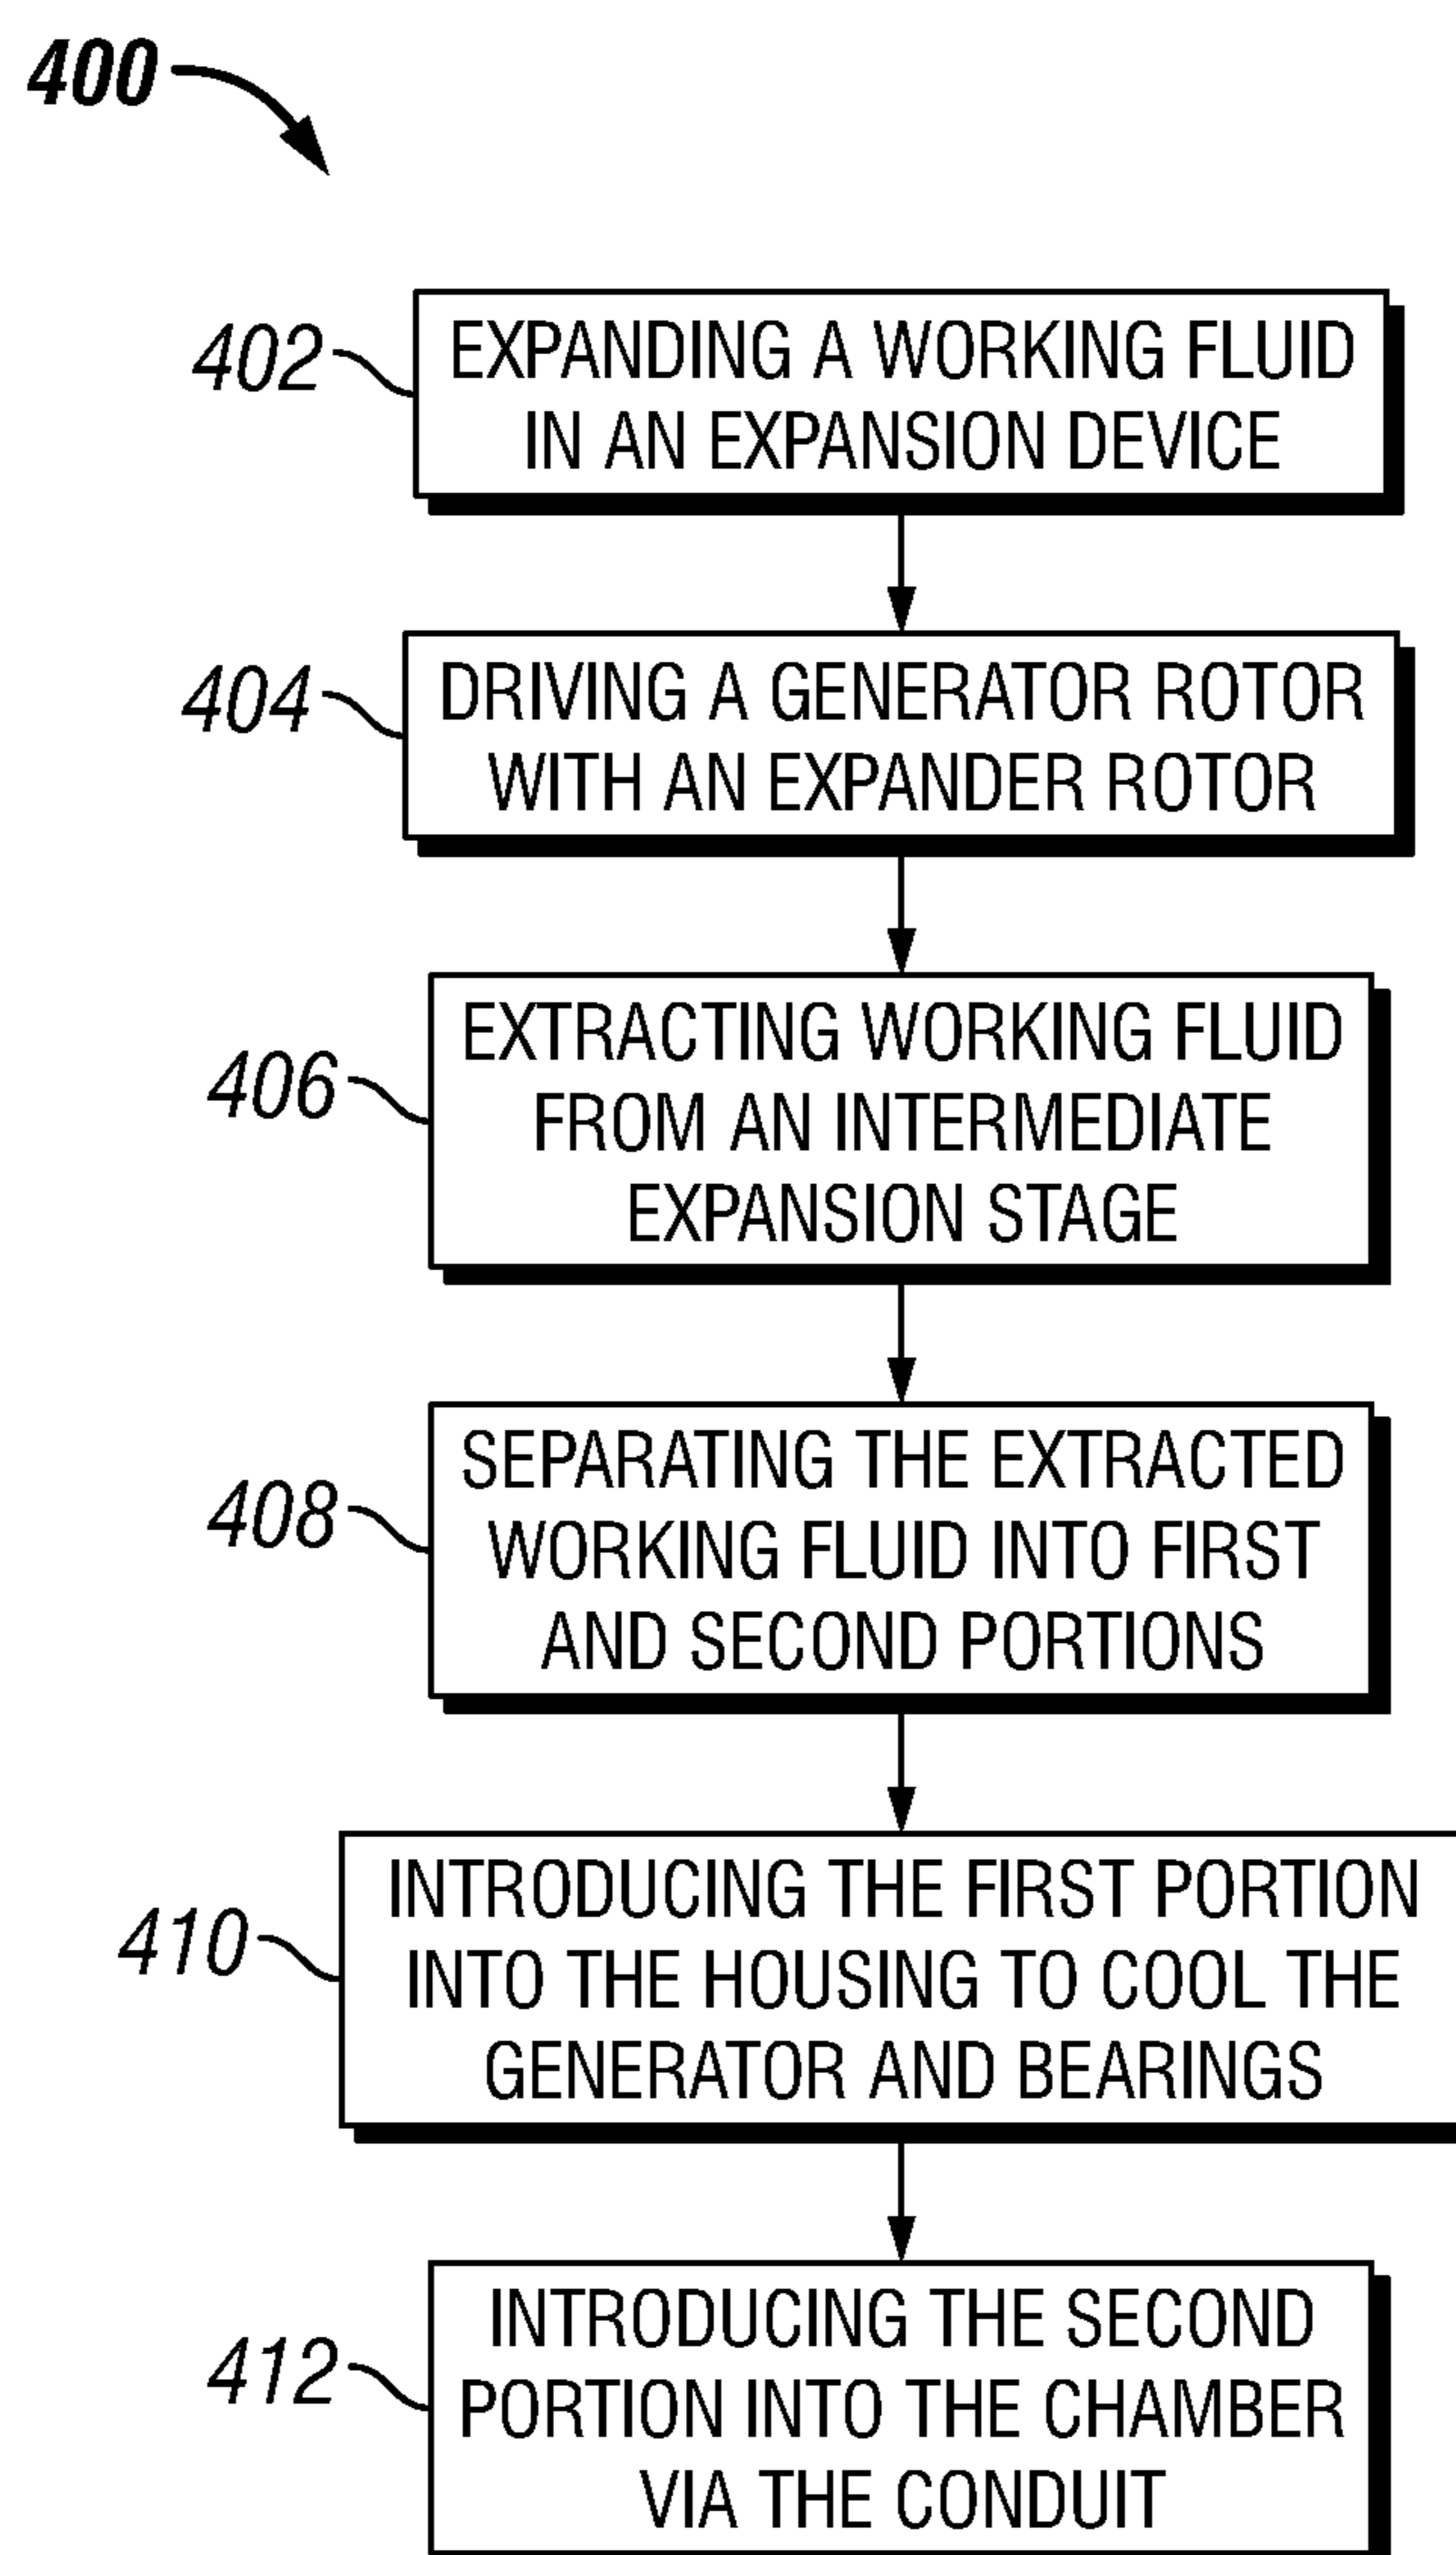 400
402
EXPANDING A WORKING FLUID
IN AN EXPANSION DEVICE
404
DRIVING A GENERATOR ROTOR
WITH AN EXPANDER ROTOR
406
EXTRACTING WORKING FLUID
FROM AN INTERMEDIATE
EXPANSION STAGE
408
SEPARATING THE EXTRACTED
WORKING FLUID INTO FIRST
AND SECOND PORTIONS
410
INTRODUCING THE FIRST PORTION
INTO THE HOUSING TO COOL THE
GENERATOR AND BEARINGS
412
INTRODUCING THE SECOND
PORTION INTO THE CHAMBER
VIA THE CONDUIT